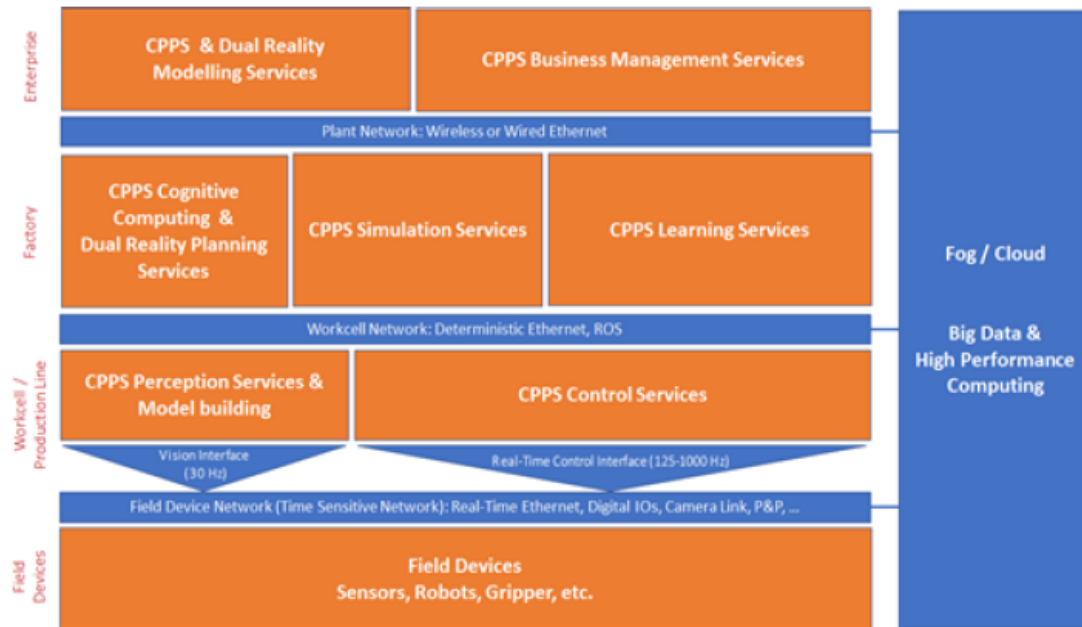 Enterprise
CPPS & Dual Reality
Modelling Services
CPPS Business Management Services
Plant Network: Wireless or Wired Ethernet
Factory
CPPS Cognitive
Computing &
Dual Reality Planning
Services
CPPS Simulation Services
CPPS Learning Services
Fog / Cloud
Big Data &
High Performance
Computing
Workcell Network: Deterministic Ethernet, ROS
Workcell /
Production Line
CPPS Perception Services &
Model building
CPPS Control Services
Vision Interface
(30 Hz)
Real-Time Control Interface (125-1000 Hz)
Field Device Network (Time Sensitive Network): Real-Time Ethernet, Digital IOs, Camera Link, P&P, ...
Field
Devices
Field Devices
Sensors, Robots, Gripper, etc.